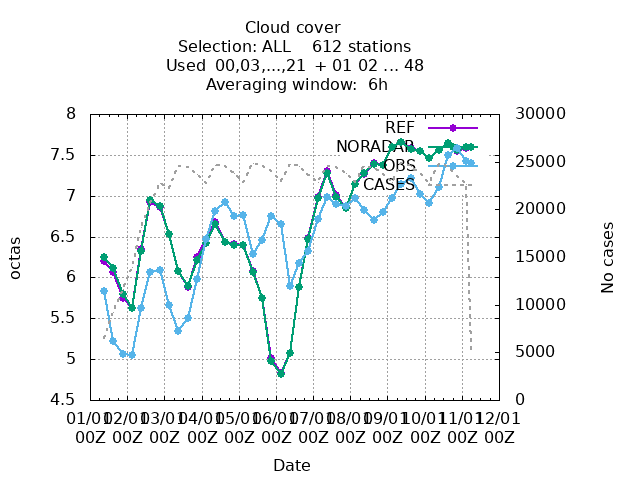 Cloud cover
Selection: ALL    612 stations
Used  00,03,...,21  + 01 02 ... 48
Averaging window:  6h
8
7.5
7
6.5
6
5.5
5
4.5
octas
30000
25000
20000
15000
10000
5000
0
No cases
REF
NORADAR
OBS
CASES
01/01 02/01 03/01 04/01 05/01 06/01 07/01 08/01 09/01 10/01 11/01 12/01
00Z 00Z 00Z 00Z 00Z 00Z 00Z 00Z 00Z 00Z 00Z 00Z
Date